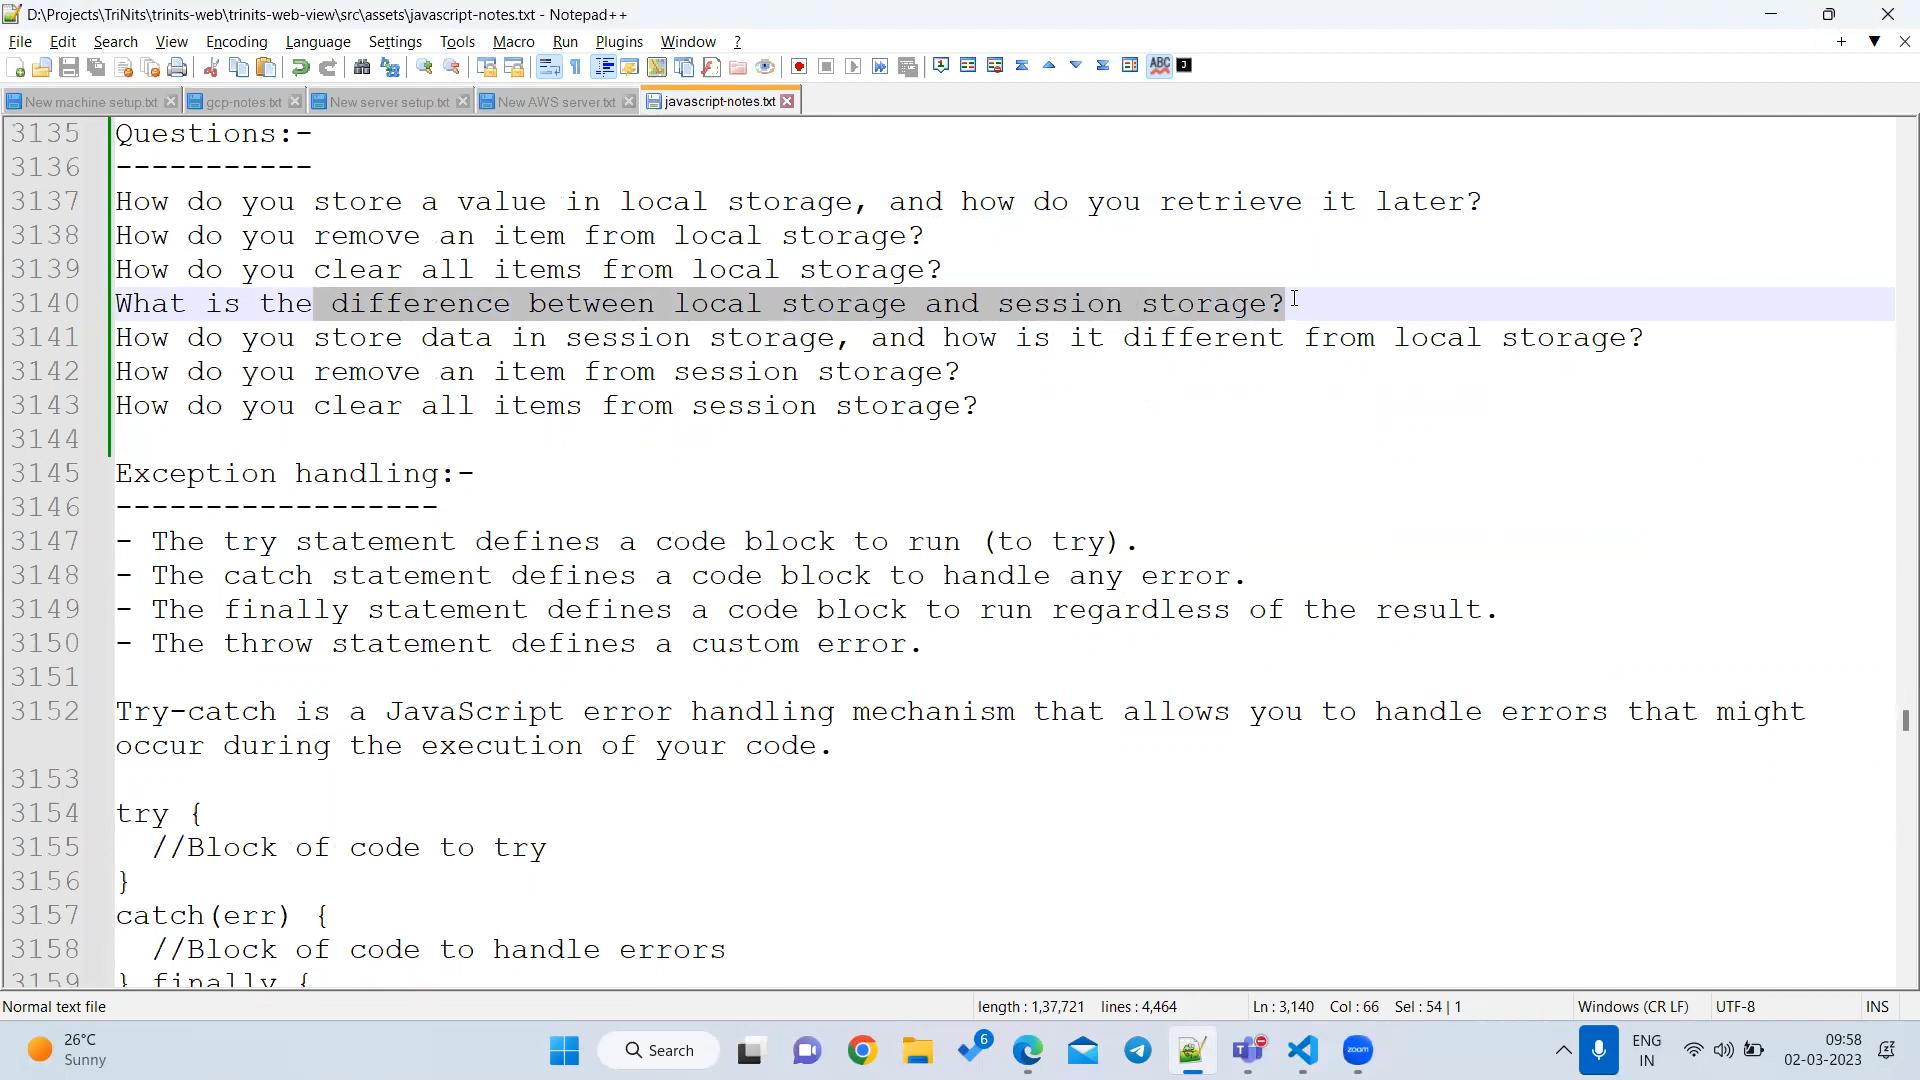 D:\Projects\TriNits\trinits-web\trinits-web-view\src\assets\javascript-notes.txt - Notepad++
File Edit Search View Encoding Language Settings Tools Macro Run Plugins Window ?
New machine setup.txt gcp-notes.txt New server setup.txt New AWS server.txt javascript-notes.txt
3135 Questions:-
3136 -----------
3137 How do you store a value in local storage, and how do you retrieve it later?
3138 How do you remove an item from local storage?
3139 How do you clear all items from local storage?
3140 What is the difference between local storage and session storage?
3141 How do you store data in session storage, and how is it different from local storage?
3142 How do you remove an item from session storage?
3143 How do you clear all items from session storage?
3144
3145 Exception handling:-
3146 ------------------
3147 - The try statement defines a code block to run (to try).
3148 - The catch statement defines a code block to handle any error.
3149 - The finally statement defines a code block to run regardless of the result.
3150 - The throw statement defines a custom error.
3151
3152 Try-catch is a JavaScript error handling mechanism that allows you to handle errors that might
occur during the execution of your code.
3153
3154 try {
3155 //Block of code to try
3156 }
3157 catch(err) {
3158 //Block of code to handle errors
3159 } finally {
Normal text file length : 1,37,721 lines : 4,464 Ln : 3,140 Col : 66 Sel : 54 | 1 Windows (CR LF) UTF-8 INS
26°C
Sunny
Search
6
zoom
ENG
IN
09:58
02-03-2023